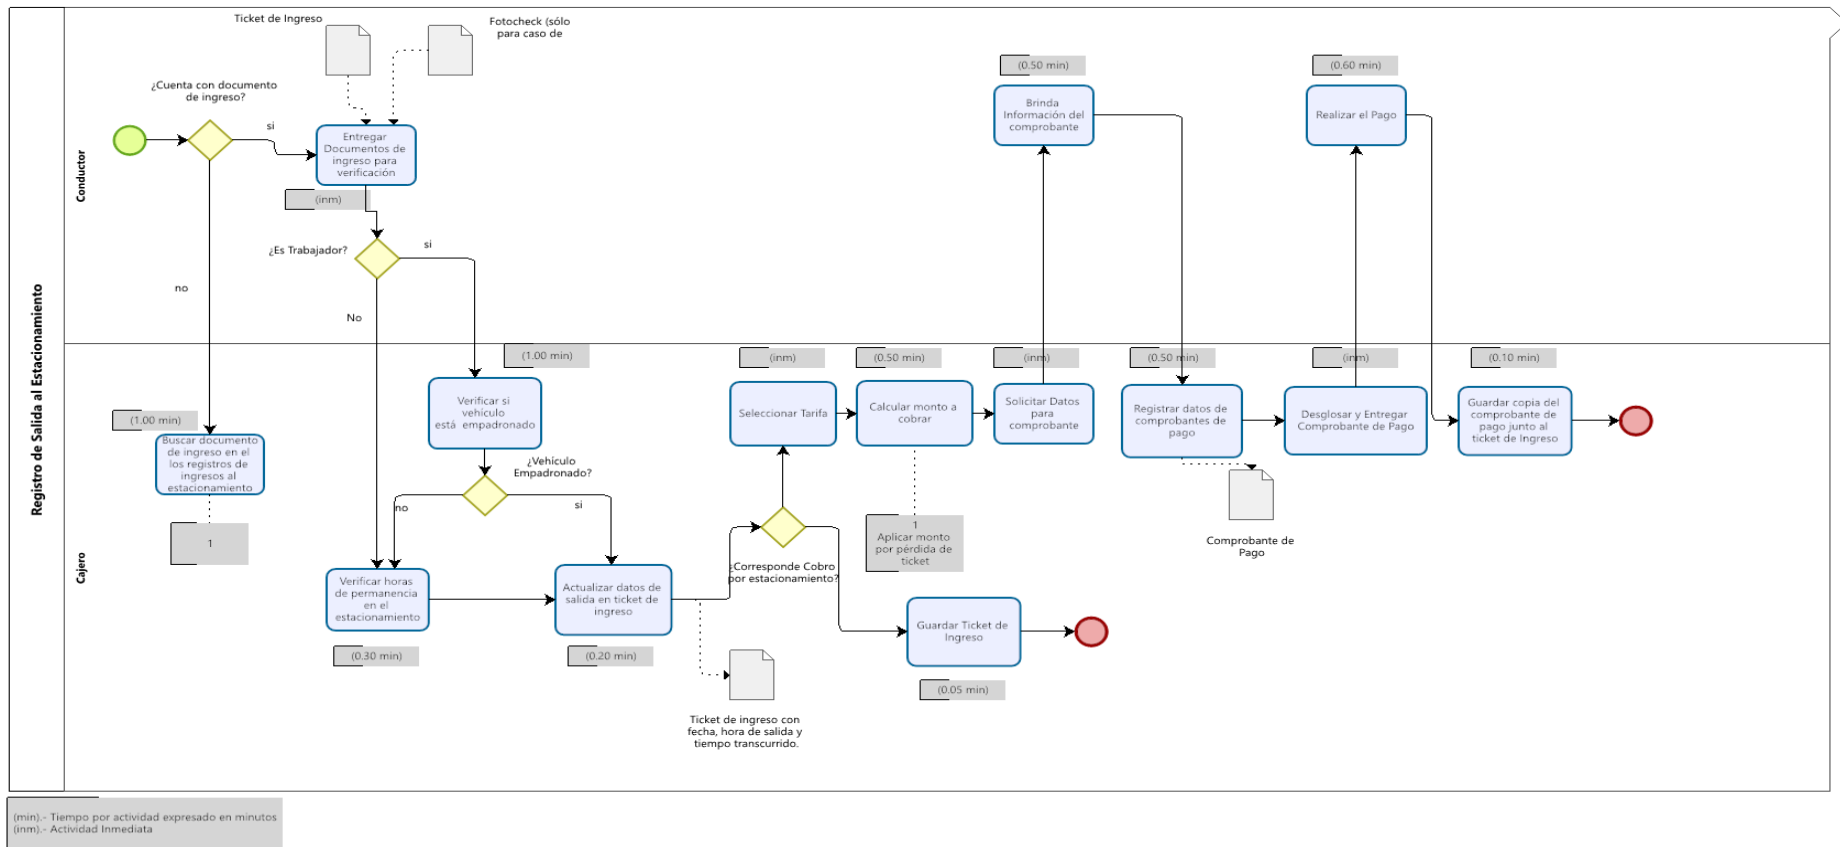 Registro de Salida al Estacionamiento
Conductor
Ticket de Ingreso
Fotocheck (sólo
para caso de
¿Cuenta con documento
de ingreso?
si
Entregar
Documentos de
ingreso para
verificación
(inm)
¿Es Trabajador?
si
no
No
(0.50 min)
Brinda
Información del
comprobante
(0.60 min)
Realizar el Pago
Cajero
(1.00 min)
Buscar documento
de ingreso en el
los registros de
ingresos al
estacionamiento
1
(1.00 min)
Verificar si
vehículo
está empadronado
¿Vehículo
Empadronado?
no
si
Verificar horas
de permanencia
en el
estacionamiento
(0.30 min)
Actualizar datos de
salida en ticket de
ingreso
(0.20 min)
Ticket de ingreso con
fecha, hora de salida y
tiempo transcurrido.
¿Corresponde Cobro
por estacionamiento?
(inm)
Seleccionar Tarifa
(0.50 min)
Calcular monto a
cobrar
1
Aplicar monto
por pérdida de
ticket
(inm)
Solicitar Datos
para
comprobante
(0.50 min)
Registrar datos de
comprobantes de
pago
Comprobante de
Pago
(inm)
Desglosar y Entregar
Comprobante de Pago
(0.10 min)
Guardar copia del
comprobante de
pago junto al
ticket de Ingreso
Guardar Ticket de
Ingreso
(0.05 min)
(min).- Tiempo por actividad expresado en minutos
(inm).- Actividad Inmediata